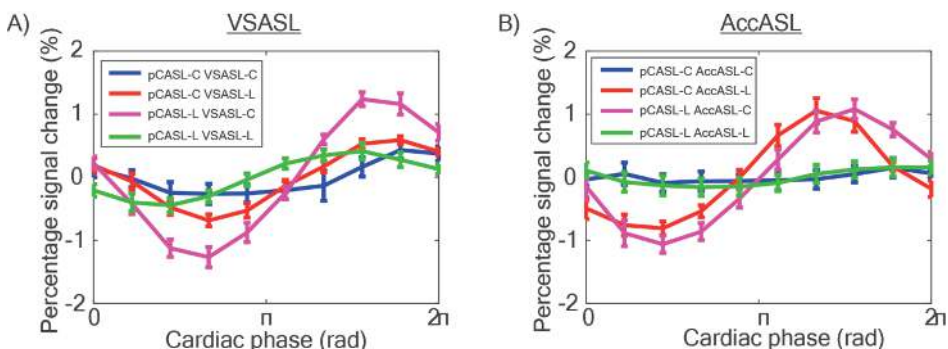 A)
VSASL
Percentage signal change (%)
2
1
0
-1
-2
pCASL-C VSASL-C
pCASL-C VSASL-L
pCASL-L VSASL-C
pCASL-L VSASL-L
0
п
2п
Cardiac phase (rad)
B)
AccASL
Percentage signal change (%)
2
1
0
-1
-2
pCASL-C AccASL-C
pCASL-C AccASL-L
pCASL-L AccASL-C
pCASL-L AccASL-L
0
п
2п
Cardiac phase (rad)